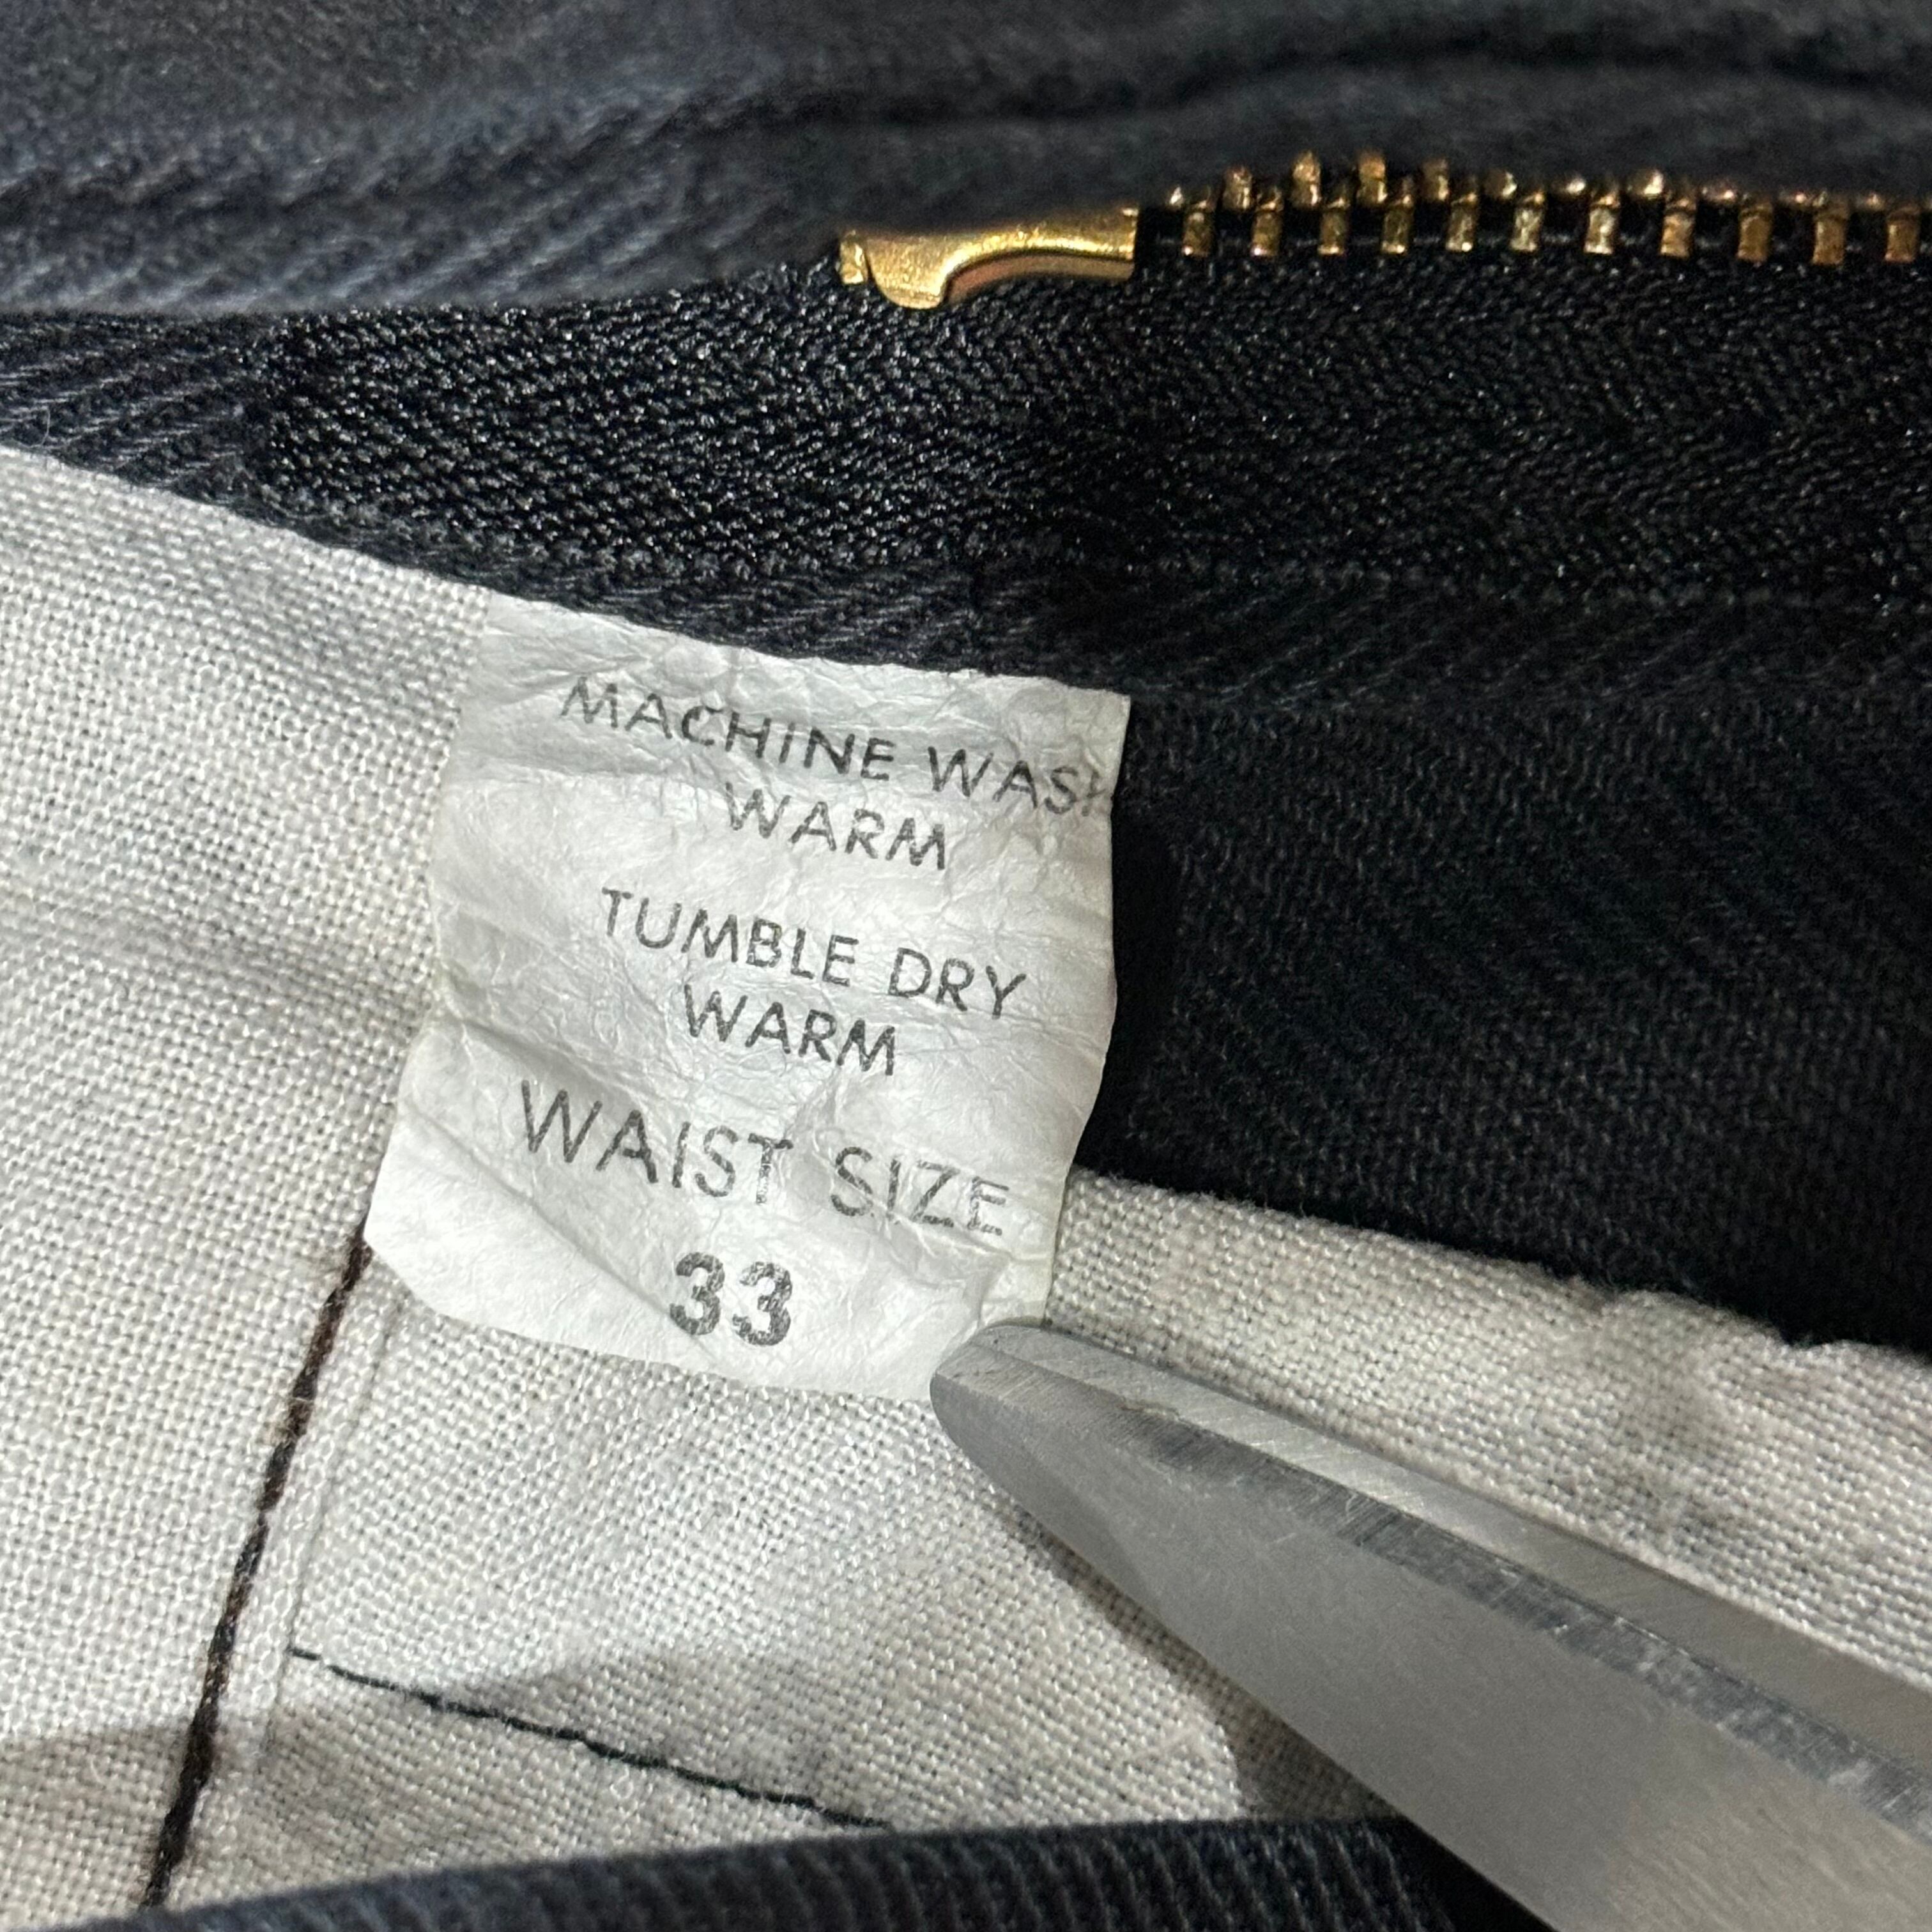 MACHINE WASH
WARM
TUMBLE DRY
WARM
WAIST SIZE
33